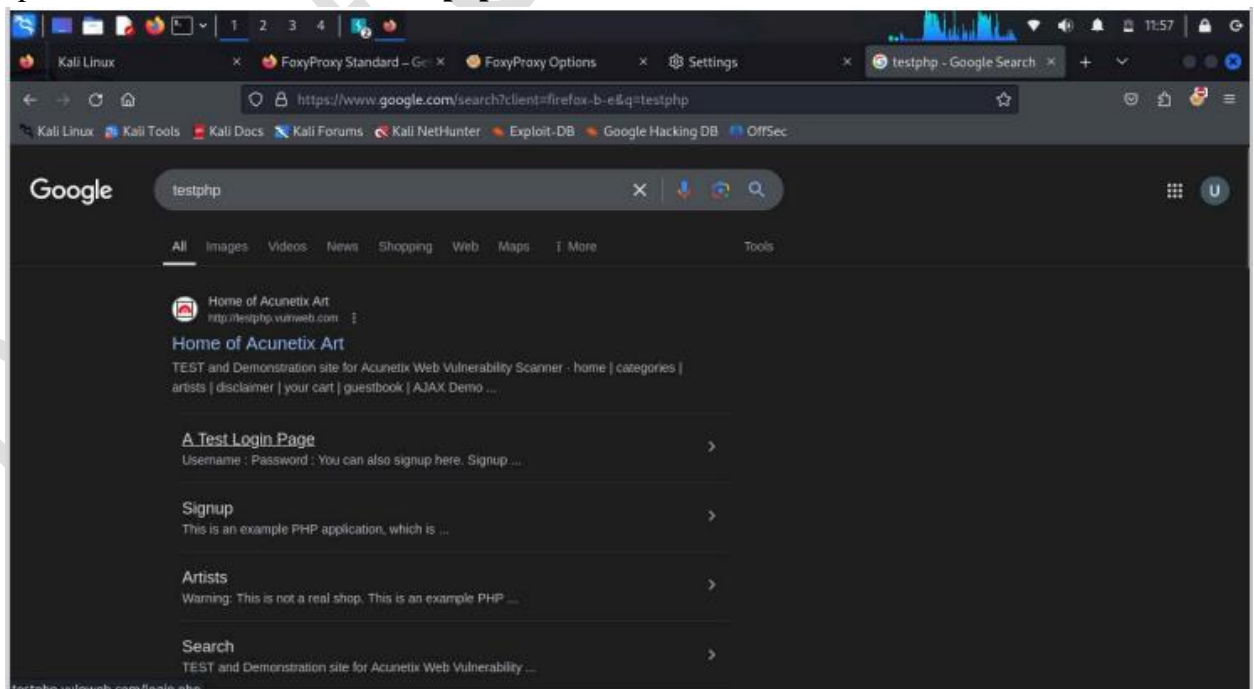 1 2 3 4 2 11:57
Kali Linux FoxyProxy Standard – Ge FoxyProxy Options Settings testphp - Google Search
https://www.google.com/search?client=firefox-b-e&q=testphp
Kali Linux Kali Tools Kali Docs Kali Forums Kali NetHunter Exploit-DB Google Hacking DB OffSec
Google testphp U
All Images Videos News Shopping Web Maps More Tools
Home of Acunetix Art
http://testphp.vulnweb.com
Home of Acunetix Art
TEST and Demonstration site for Acunetix Web Vulnerability Scanner · home | categories |
artists | disclaimer | your cart | guestbook | AJAX Demo ...
A Test Login Page
Username : Password : You can also signup here. Signup ...
Signup
This is an example PHP application, which is ...
Artists
Warning: This is not a real shop. This is an example PHP ...
Search
TEST and Demonstration site for Acunetix Web Vulnerability ...
testphp.vulnweb.com/login.php